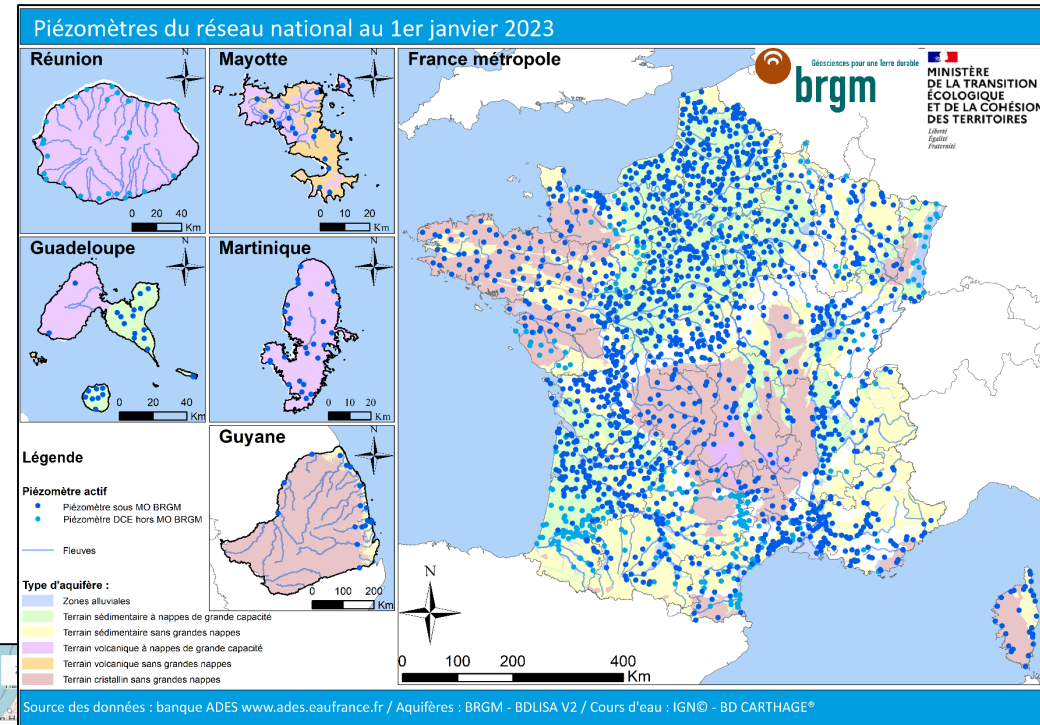 Piézomètres du réseau national au 1er janvier 2023
Réunion
N
0 20 40
Km
Mayotte
N
0 10 20
Km
France métropole
Géosciences pour une Terre durable
brgm
MINISTÈRE
DE LA TRANSITION
ÉCOLOGIQUE
ET DE LA COHÉSION
DES TERRITOIRES
Liberté
Égalité
Fraternité
Guadeloupe
N
0 20 40
Km
Martinique
N
0 10 20
Km
Guyane
N
0 100 200
Km
Légende
Piézomètre actif
Piézomètre sous MO BRGM
Piézomètre DCE hors MO BRGM
Fleuves
Type d'aquifère :
Zones alluviales
Terrain sédimentaire à nappes de grande capacité
Terrain sédimentaire sans grandes nappes
Terrain volcanique à nappes de grande capacité
Terrain volcanique sans grandes nappes
Terrain cristallin sans grandes nappes
N
0 100 200 400
Km
Source des données : banque ADES www.ades.eaufrance.fr / Aquifères : BRGM - BDLISA V2 / Cours d'eau : IGN© - BD CARTHAGE®